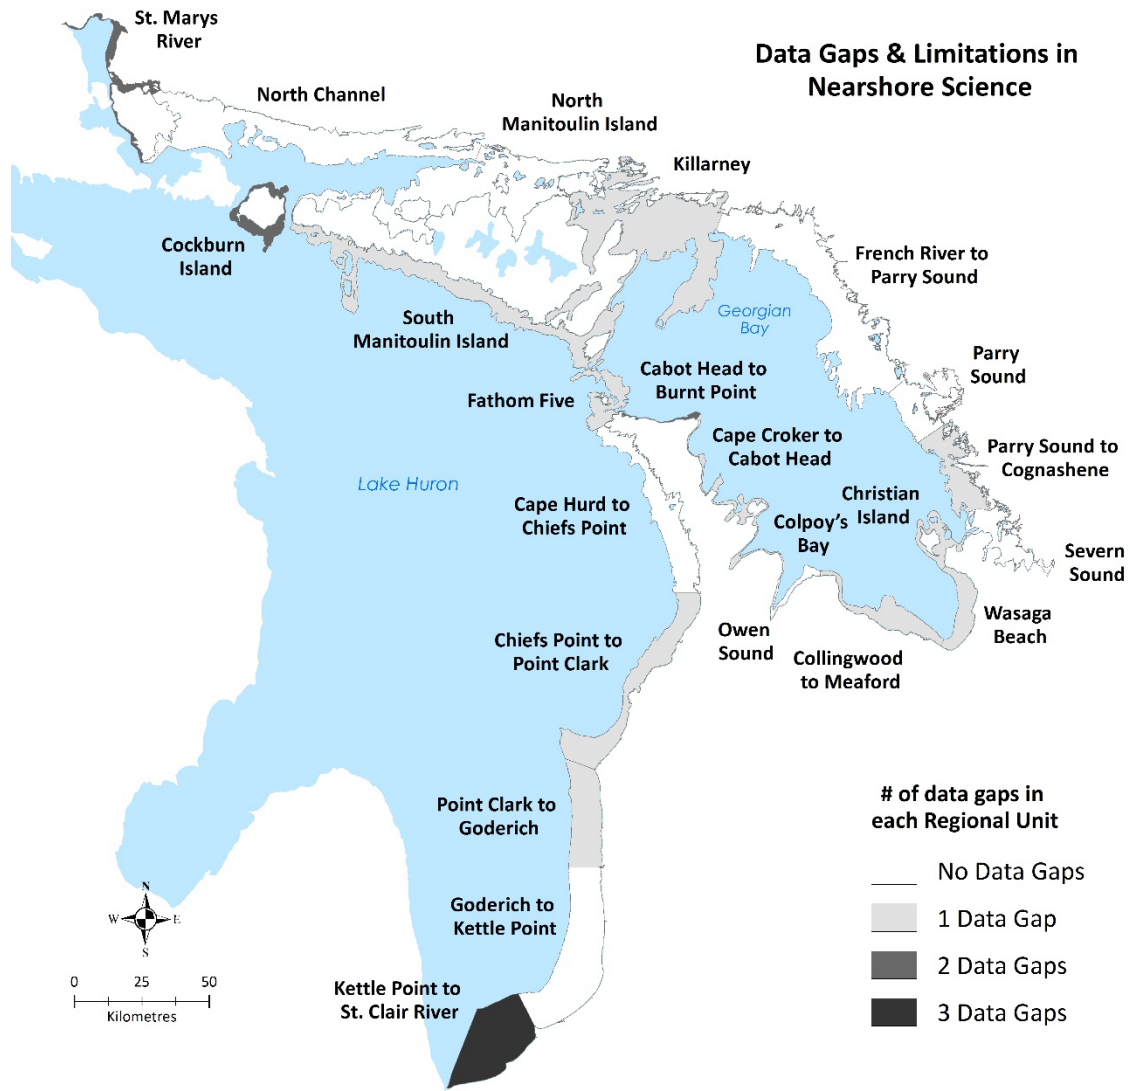 Data Gaps & Limitations in
Nearshore Science
St. Marys
River
North Channel
North
Manitoulin Island
Killarney
Cockburn
Island
French River to
Parry Sound
Georgian
Bay
South
Manitoulin Island
Parry
Sound
Cabot Head to
Burnt Point
Fathom Five
Cape Croker to
Cabot Head
Parry Sound to
Cognashene
Lake Huron
Christian
Island
Cape Hurd to
Chiefs Point
Colpoy's
Bay
Severn
Sound
Wasaga
Beach
Owen
Sound
Chiefs Point to
Point Clark
Collingwood
to Meaford
Point Clark to
Goderich
Goderich to
Kettle Point
Kettle Point to
St. Clair River
# of data gaps in
each Regional Unit
No Data Gaps
1 Data Gap
2 Data Gaps
3 Data Gaps
N
W E
S
0 25 50
Kilometres